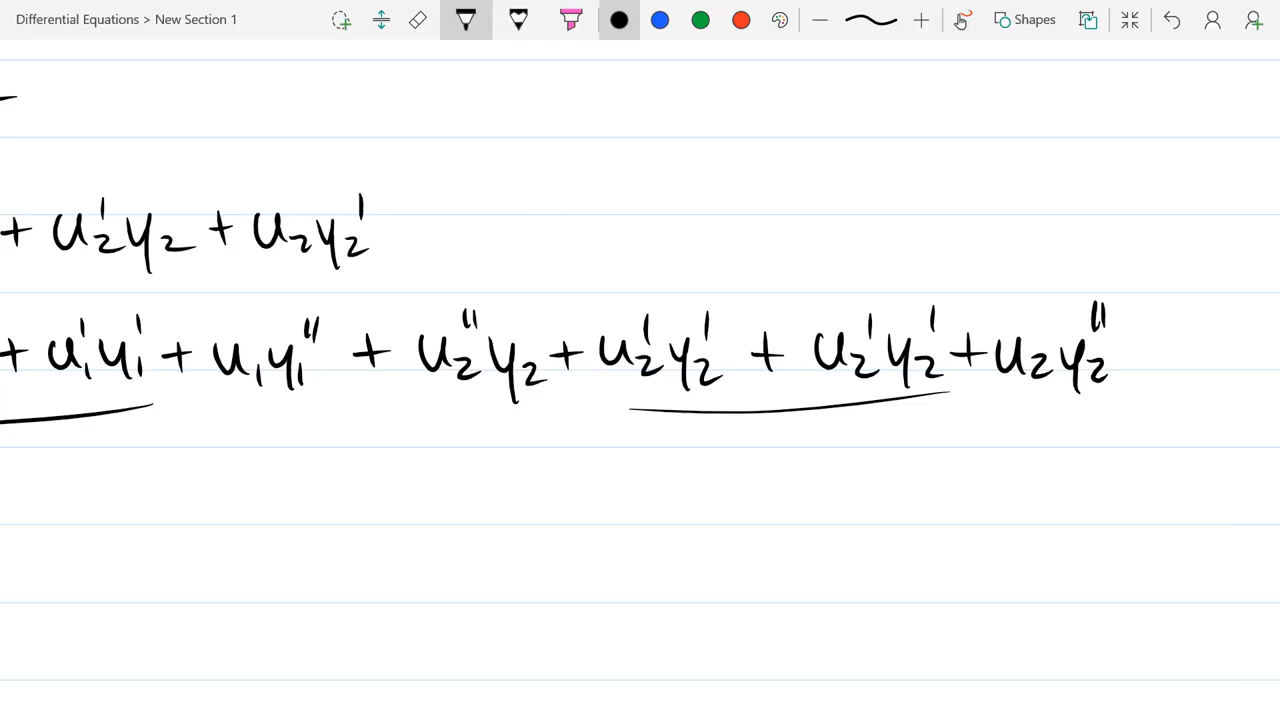 Differential Equations > New Section 1
Shapes
+ u₂'y₂ + u₂y₂'
+ u₁'y₁' + u₁y₁'' + u₂''y₂ + u₂'y₂' + u₂'y₂' + u₂y₂''